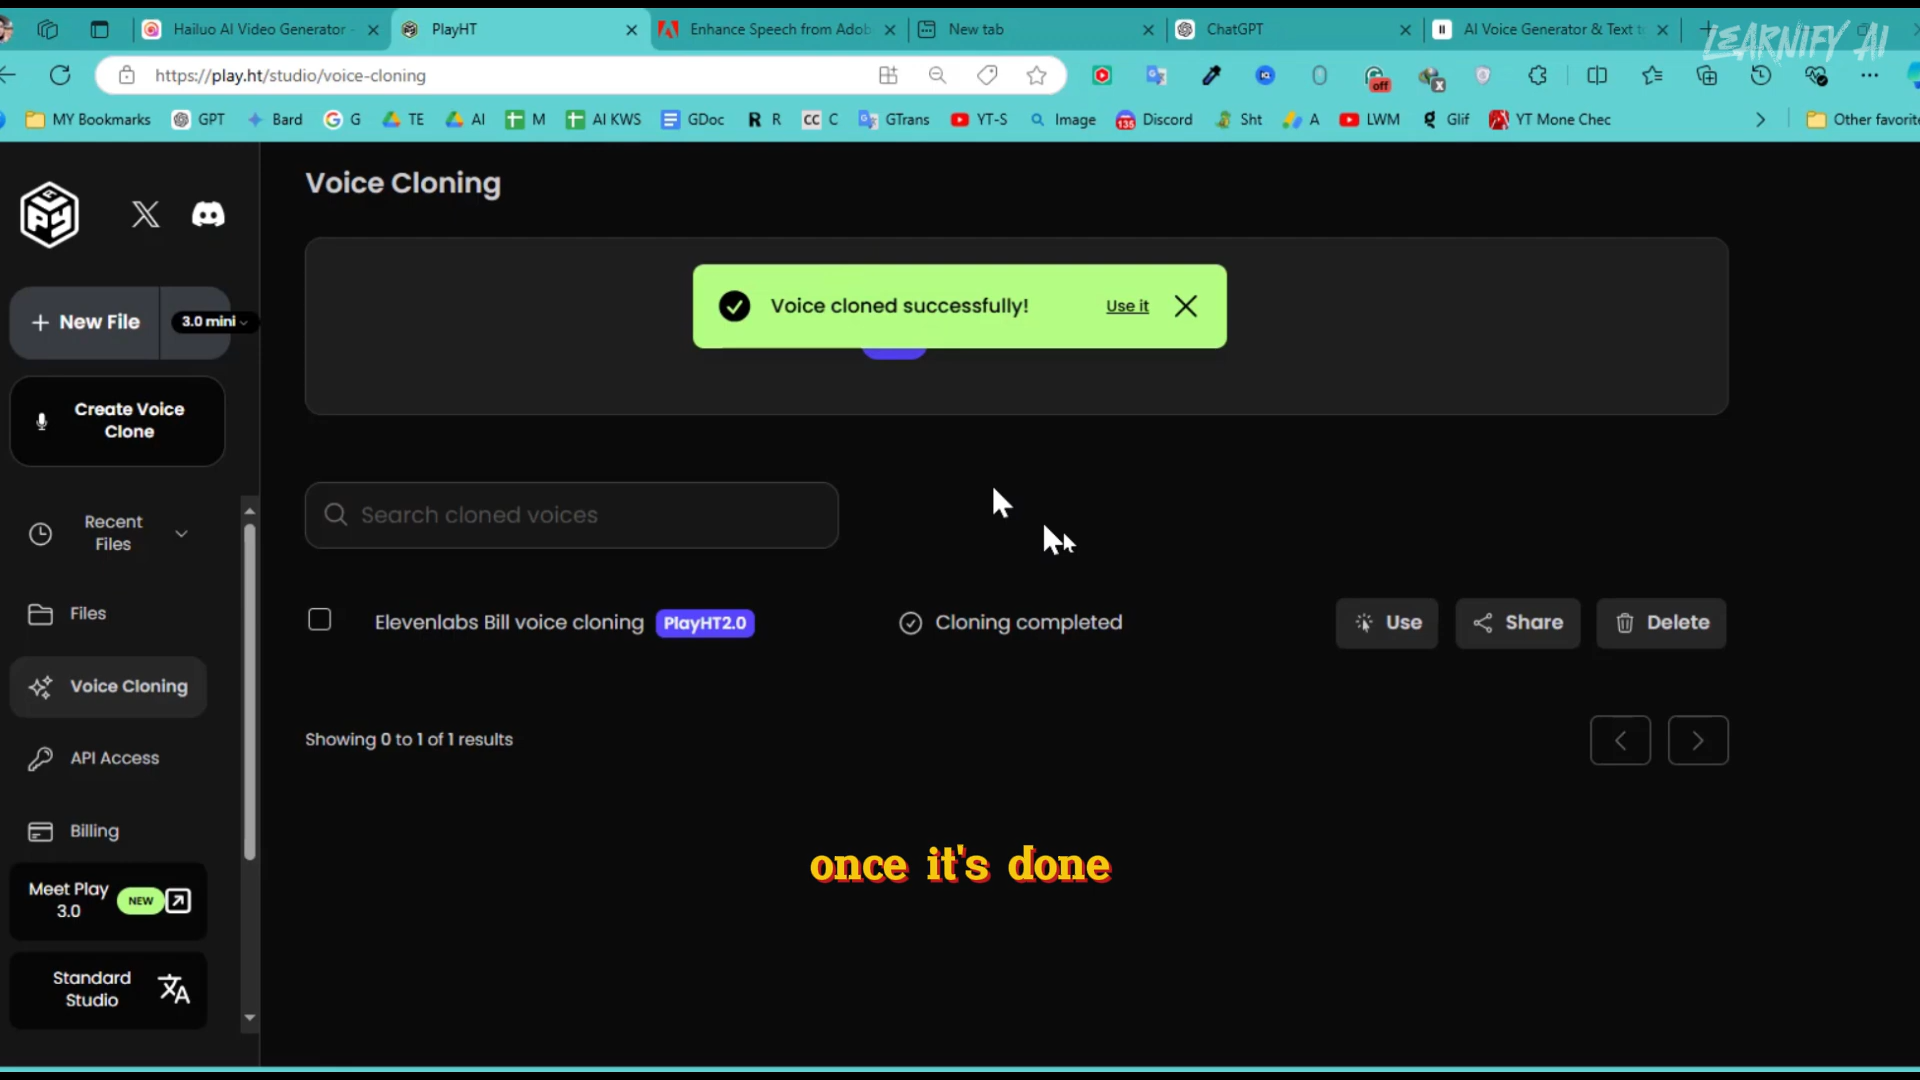 Hailuo AI Video Generator -
PlayHT
Enhance Speech from Adob
New tab
ChatGPT
AI Voice Generator & Text to
LEARNIFY AI
https://play.ht/studio/voice-cloning
off
MY Bookmarks
GPT
Bard
G
TE
AI
M
AI KWS
GDoc
R
CC C
GTrans
YT-S
Image
135
Discord
Sht
A
LWM
Glif
YT Mone Chec
Other favorite
Voice Cloning
New File
3.0 mini
Voice cloned successfully!
Use it
Create Voice
Clone
Search cloned voices
Recent
Files
Files
Elevenlabs Bill voice cloning
PlayHT2.0
Cloning completed
Use
Share
Delete
Voice Cloning
Showing 0 to 1 of 1 results
API Access
Billing
once it's done
Meet Play
3.0
NEW
Standard
Studio